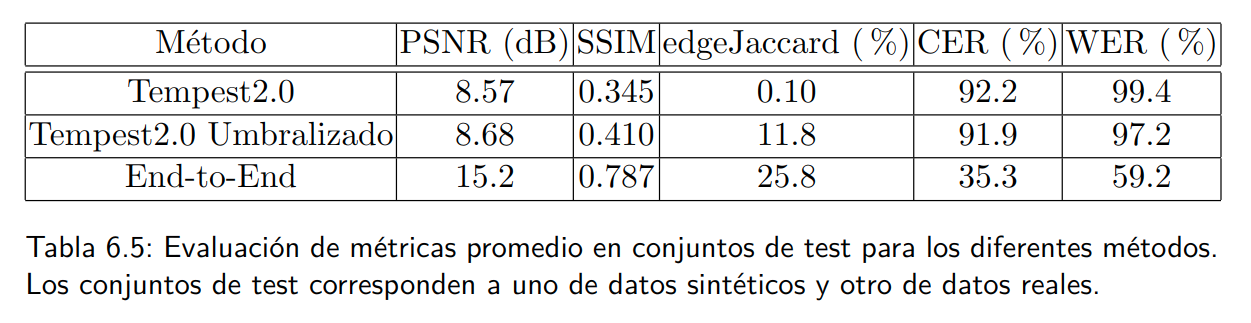 Método PSNR (dB) SSIM edgeJaccard (%) CER (%) WER (%)
Tempest2.0 8.57 0.345 0.10 92.2 99.4
Tempest2.0 Umbralizado 8.68 0.410 11.8 91.9 97.2
End-to-End 15.2 0.787 25.8 35.3 59.2
Tabla 6.5: Evaluación de métricas promedio en conjuntos de test para los diferentes métodos.
Los conjuntos de test corresponden a uno de datos sintéticos y otro de datos reales.